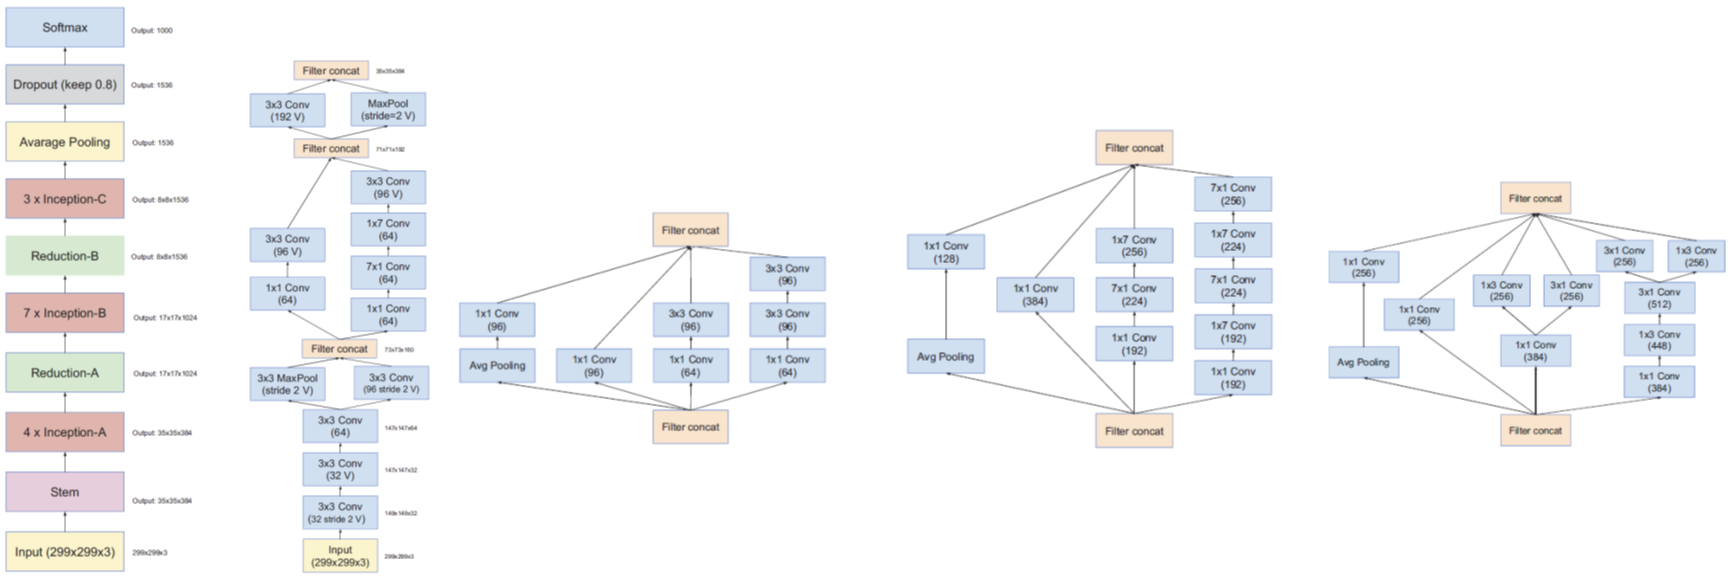 Softmax
Output: 1000
Dropout (keep 0.8)
Output: 1536
Avarage Pooling
Output: 1536
3 x Inception-C
Output: 8x8x1536
Reduction-B
Output: 8x8x1536
7 x Inception-B
Output: 17x17x1024
Reduction-A
Output: 17x17x1024
4 x Inception-A
Output: 35x35x384
Stem
Output: 35x35x384
Input (299x299x3)
299x299x3
Filter concat
35x35x384
3x3 Conv
(192 V)
MaxPool
(stride=2 V)
Filter concat
71x71x192
3x3 Conv
(96 V)
1x7 Conv
(64)
3x3 Conv
(96 V)
7x1 Conv
(64)
1x1 Conv
(64)
1x1 Conv
(64)
Filter concat
73x73x160
3x3 MaxPool
(stride 2 V)
3x3 Conv
(96 stride 2 V)
3x3 Conv
(64)
147x147x64
3x3 Conv
(32 V)
147x147x32
3x3 Conv
(32 stride 2 V)
149x149x32
Input
(299x299x3)
299x299x3
Filter concat
3x3 Conv
(96)
1x1 Conv
(96)
3x3 Conv
(96)
3x3 Conv
(96)
Avg Pooling
1x1 Conv
(96)
1x1 Conv
(64)
1x1 Conv
(64)
Filter concat
Filter concat
7x1 Conv
(256)
1x1 Conv
(128)
1x7 Conv
(256)
1x7 Conv
(224)
1x1 Conv
(384)
7x1 Conv
(224)
7x1 Conv
(224)
Avg Pooling
1x1 Conv
(192)
1x7 Conv
(192)
1x1 Conv
(192)
Filter concat
Filter concat
1x1 Conv
(256)
3x1 Conv
(256)
1x3 Conv
(256)
1x3 Conv
(256)
3x1 Conv
(256)
3x1 Conv
(512)
1x1 Conv
(256)
1x3 Conv
(448)
Avg Pooling
1x1 Conv
(384)
1x1 Conv
(384)
Filter concat